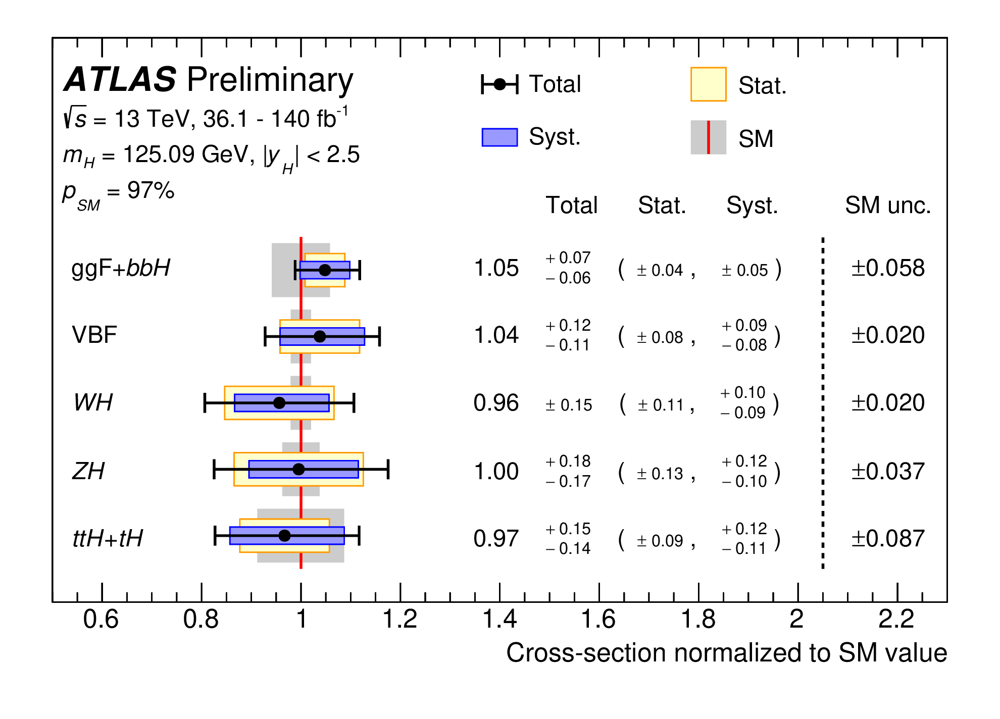 ATLAS Preliminary
√s = 13 TeV, 36.1 - 140 fb⁻¹
m_H = 125.09 GeV, |y_H| < 2.5
p_SM = 97%
Total
Stat.
Syst.
SM
Total Stat. Syst. SM unc.
ggF+bbH 1.05 +0.07 −0.06 ( ±0.04 , ±0.05 ) ±0.058
VBF 1.04 +0.12 −0.11 ( ±0.08 , +0.09 −0.08 ) ±0.020
WH 0.96 ±0.15 ( ±0.11 , +0.10 −0.09 ) ±0.020
ZH 1.00 +0.18 −0.17 ( ±0.13 , +0.12 −0.10 ) ±0.037
ttH+tH 0.97 +0.15 −0.14 ( ±0.09 , +0.12 −0.11 ) ±0.087
0.6 0.8 1 1.2 1.4 1.6 1.8 2 2.2
Cross-section normalized to SM value